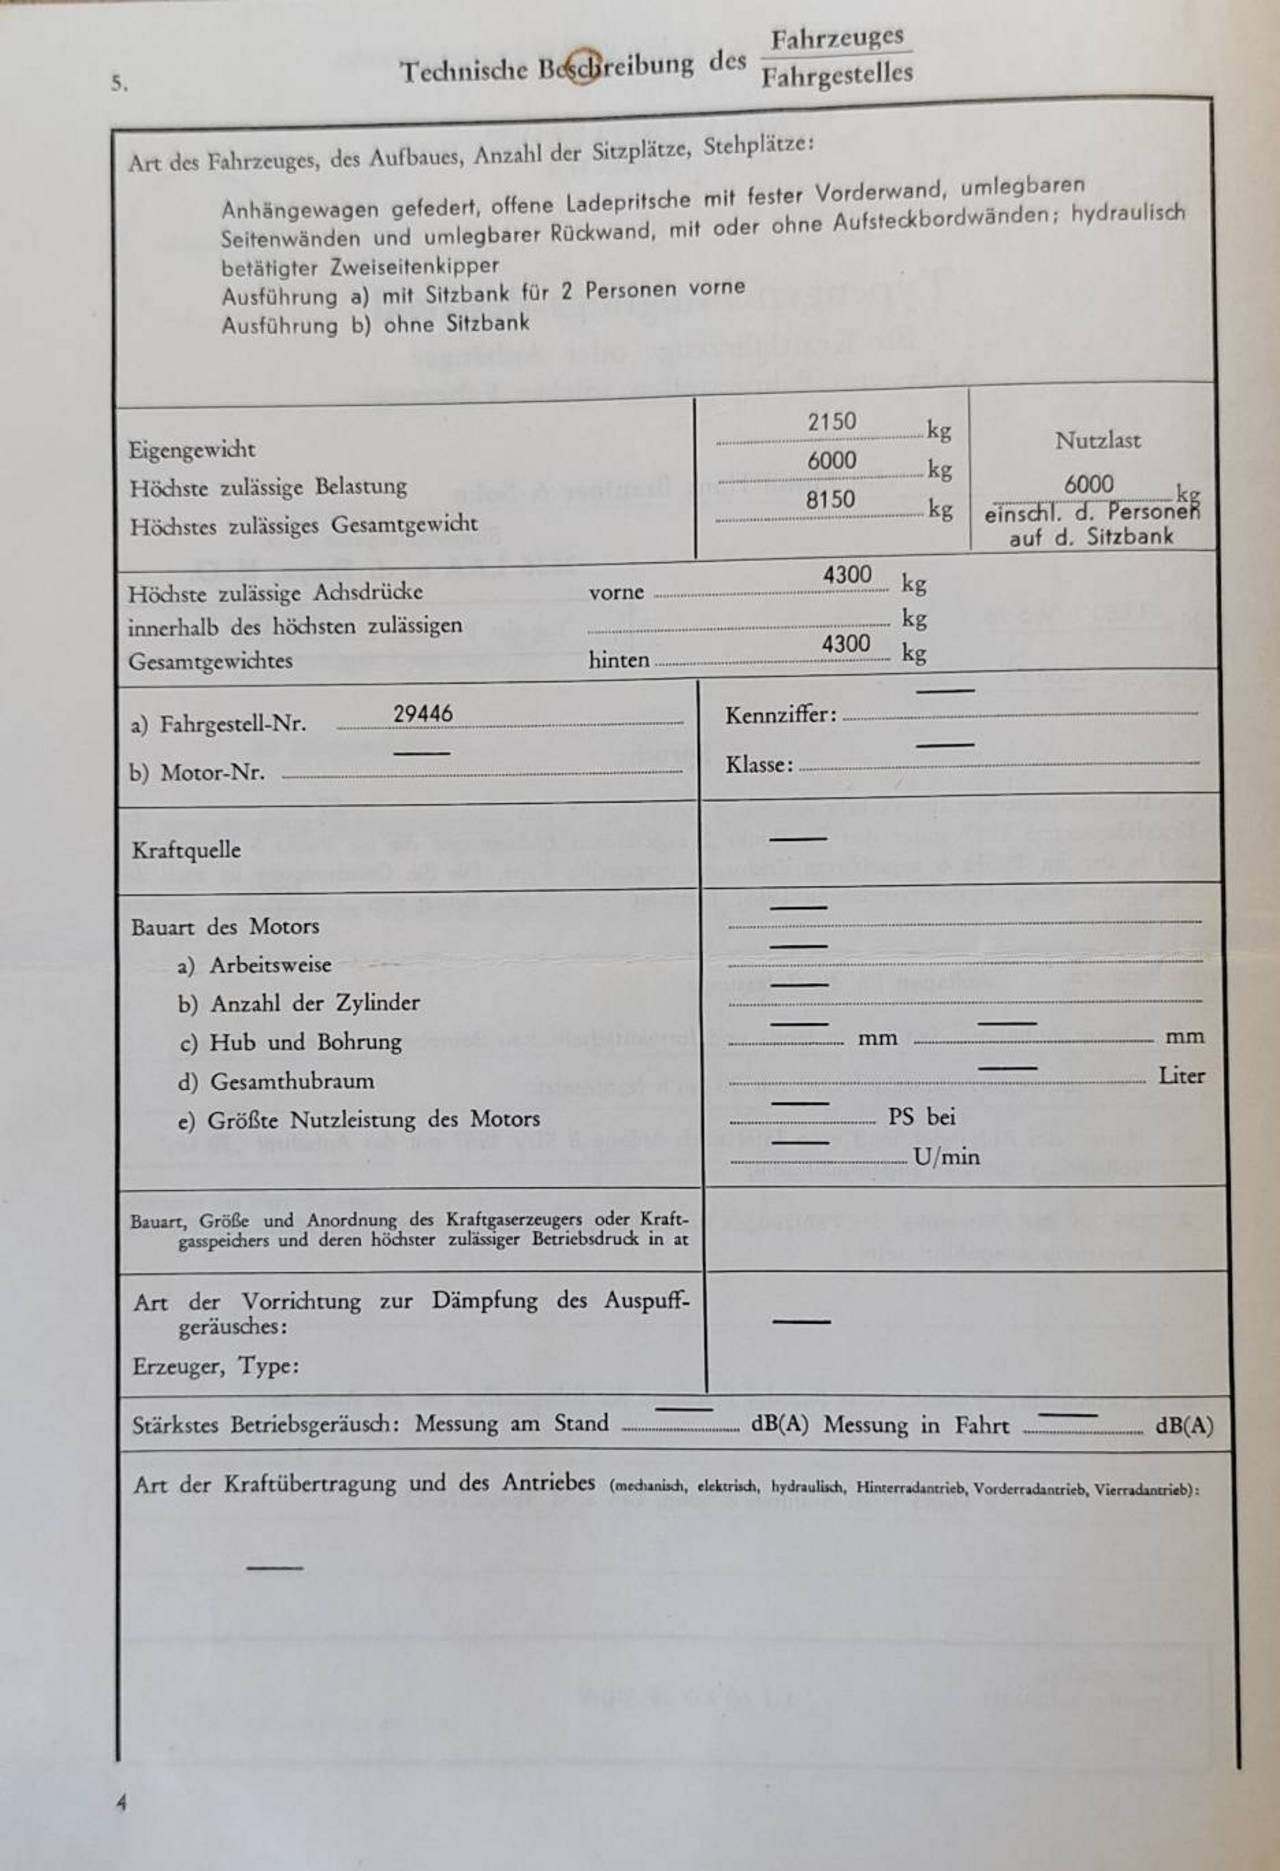 5.
Technische Beschreibung des Fahrzeuges
Fahrgestelles
Art des Fahrzeuges, des Aufbaues, Anzahl der Sitzplätze, Stehplätze:
Anhängewagen gefedert, offene Ladepritsche mit fester Vorderwand, umlegbaren
Seitenwänden und umlegbarer Rückwand, mit oder ohne Aufsteckbordwänden; hydraulisch
betätigter Zweiseitenkipper
Ausführung a) mit Sitzbank für 2 Personen vorne
Ausführung b) ohne Sitzbank
Eigengewicht 2150 kg
Höchste zulässige Belastung 6000 kg
Höchstes zulässiges Gesamtgewicht 8150 kg
Nutzlast
6000 kg
einschl. d. Personen
auf d. Sitzbank
Höchste zulässige Achsdrücke vorne 4300 kg
innerhalb des höchsten zulässigen kg
Gesamtgewichtes hinten 4300 kg
a) Fahrgestell-Nr. 29446
b) Motor-Nr. —
Kennziffer: —
Klasse: —
Kraftquelle —
Bauart des Motors —
a) Arbeitsweise —
b) Anzahl der Zylinder —
c) Hub und Bohrung — mm — mm
d) Gesamthubraum — Liter
e) Größte Nutzleistung des Motors — PS bei
— U/min
Bauart, Größe und Anordnung des Kraftgaserzeugers oder Kraft-
gasspeichers und deren höchster zulässiger Betriebsdruck in at
Art der Vorrichtung zur Dämpfung des Auspuff-
geräusches: —
Erzeuger, Type:
Stärkstes Betriebsgeräusch: Messung am Stand — dB(A) Messung in Fahrt — dB(A)
Art der Kraftübertragung und des Antriebes (mechanisch, elektrisch, hydraulisch, Hinterradantrieb, Vorderradantrieb, Vierradantrieb):
—
4